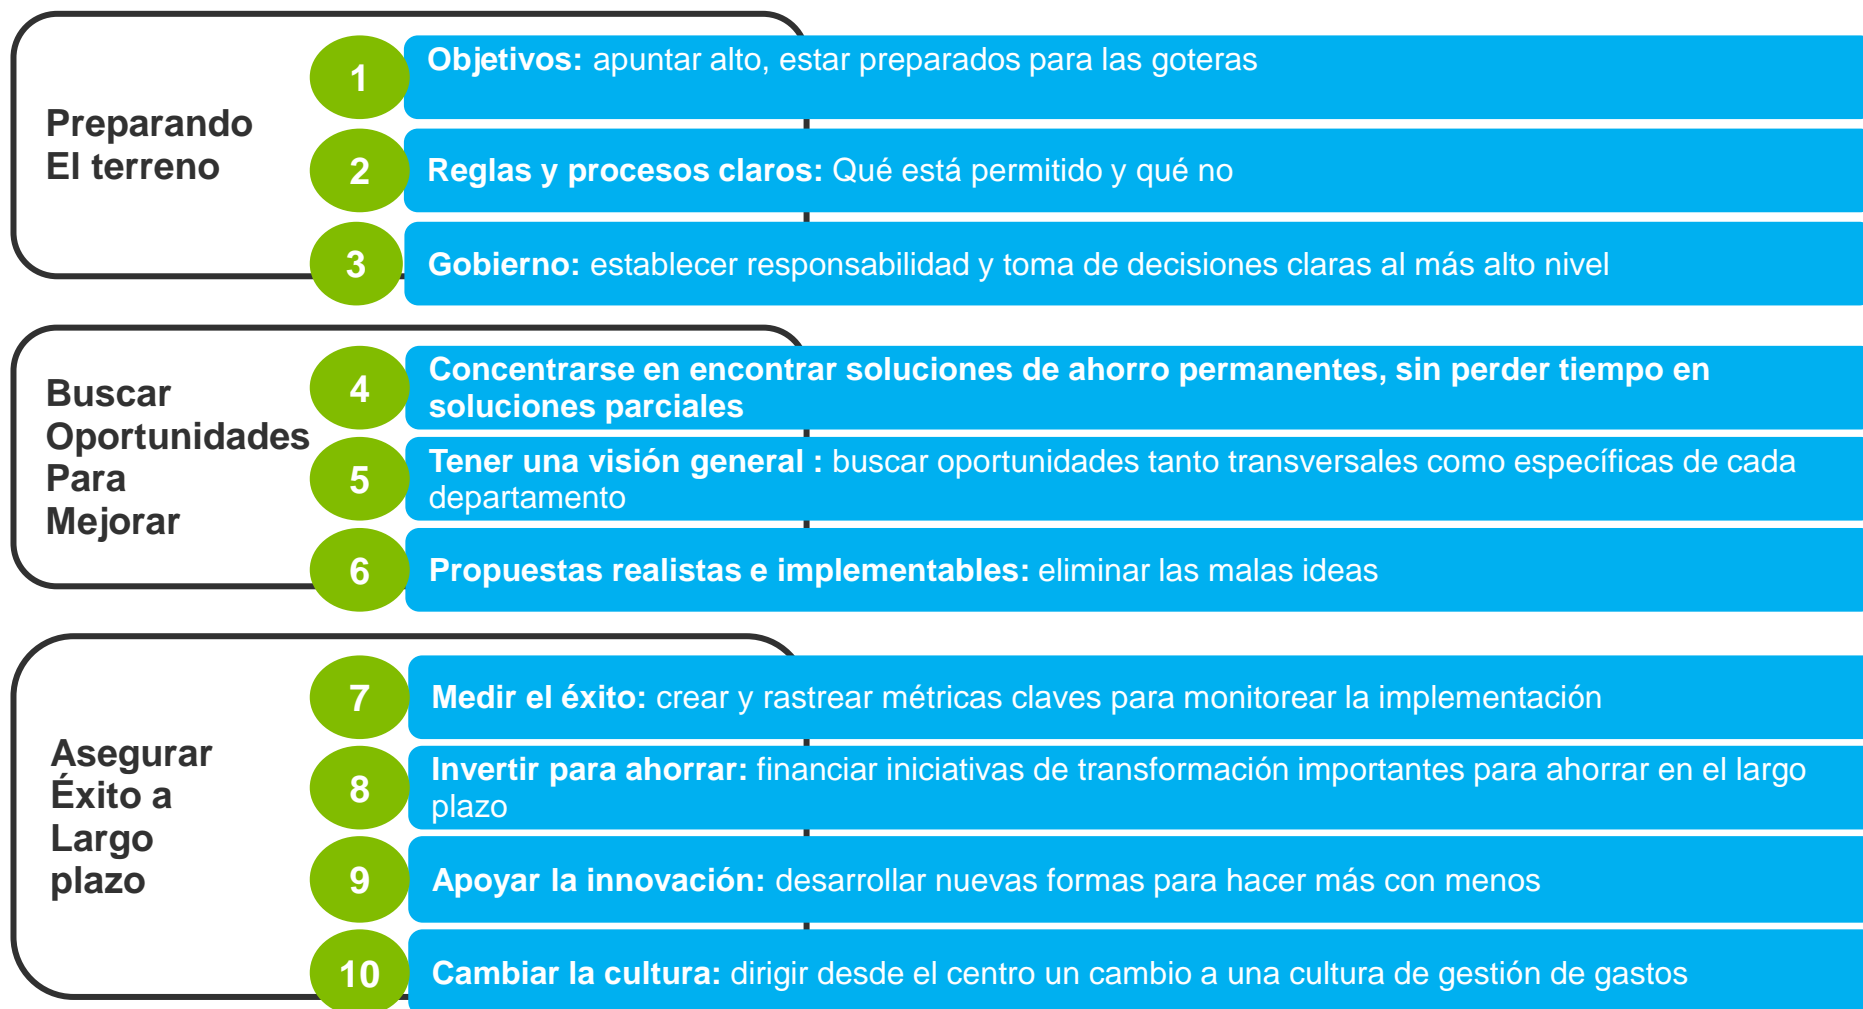 Preparando
El terreno
1
Objetivos: apuntar alto, estar preparados para las goteras
2
Reglas y procesos claros: Qué está permitido y qué no
3
Gobierno: establecer responsabilidad y toma de decisiones claras al más alto nivel
Buscar
Oportunidades
Para
Mejorar
4
Concentrarse en encontrar soluciones de ahorro permanentes, sin perder tiempo en
soluciones parciales
5
Tener una visión general : buscar oportunidades tanto transversales como específicas de cada
departamento
6
Propuestas realistas e implementables: eliminar las malas ideas
Asegurar
Éxito a
Largo
plazo
7
Medir el éxito: crear y rastrear métricas claves para monitorear la implementación
8
Invertir para ahorrar: financiar iniciativas de transformación importantes para ahorrar en el largo
plazo
9
Apoyar la innovación: desarrollar nuevas formas para hacer más con menos
10
Cambiar la cultura: dirigir desde el centro un cambio a una cultura de gestión de gastos